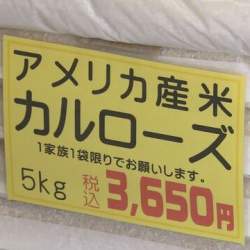 アメリカ産米
カルローズ
1家族1袋限りでお願いします。
5kg 税込 3,650円